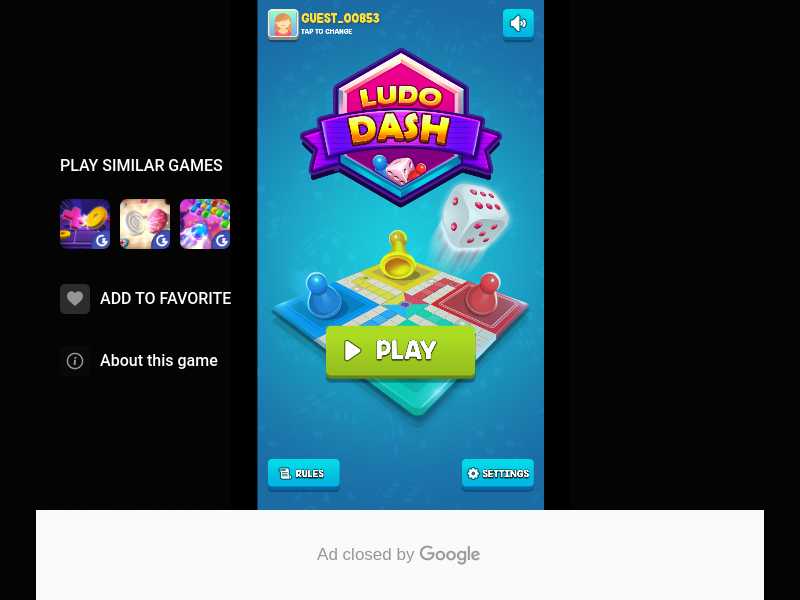 GUEST_00853
TAP TO CHANGE
LUDO
DASH
PLAY SIMILAR GAMES
ADD TO FAVORITE
About this game
PLAY
RULES
SETTINGS
Ad closed by Google